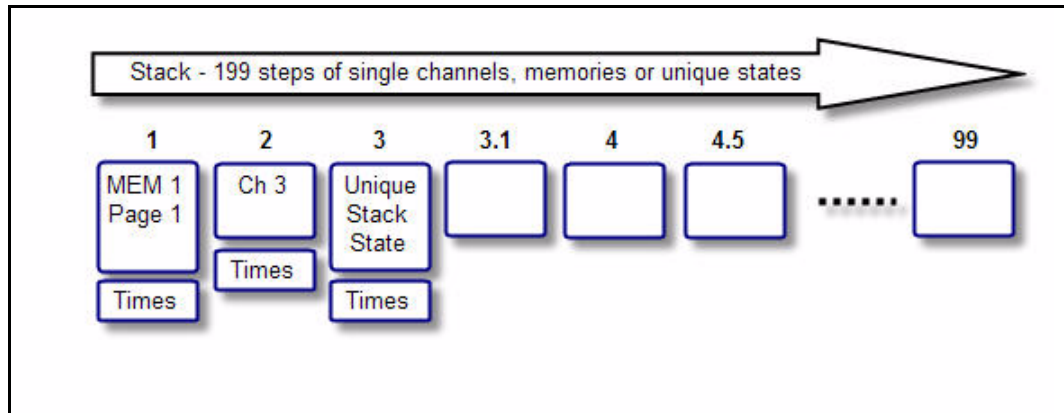 Stack - 199 steps of single channels, memories or unique states
1 2 3 3.1 4 4.5 99
MEM 1
Page 1
Times
Ch 3
Times
Unique
Stack
State
Times